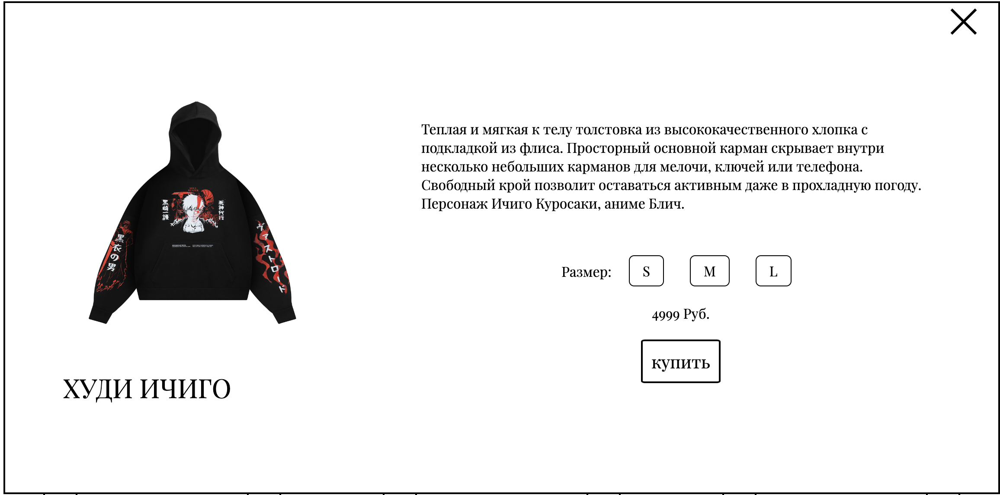 SOUL
REAPER
黒崎一護
死神代行
黒衣の男
ヴァストロード
ХУДИ ИЧИГО
Теплая и мягкая к телу толстовка из высококачественного хлопка с
подкладкой из флиса. Просторный основной карман скрывает внутри
несколько небольших карманов для мелочи, ключей или телефона.
Свободный крой позволит оставаться активным даже в прохладную погоду.
Персонаж Ичиго Куросаки, аниме Блич.
Размер: S M L
4999 Руб.
купить